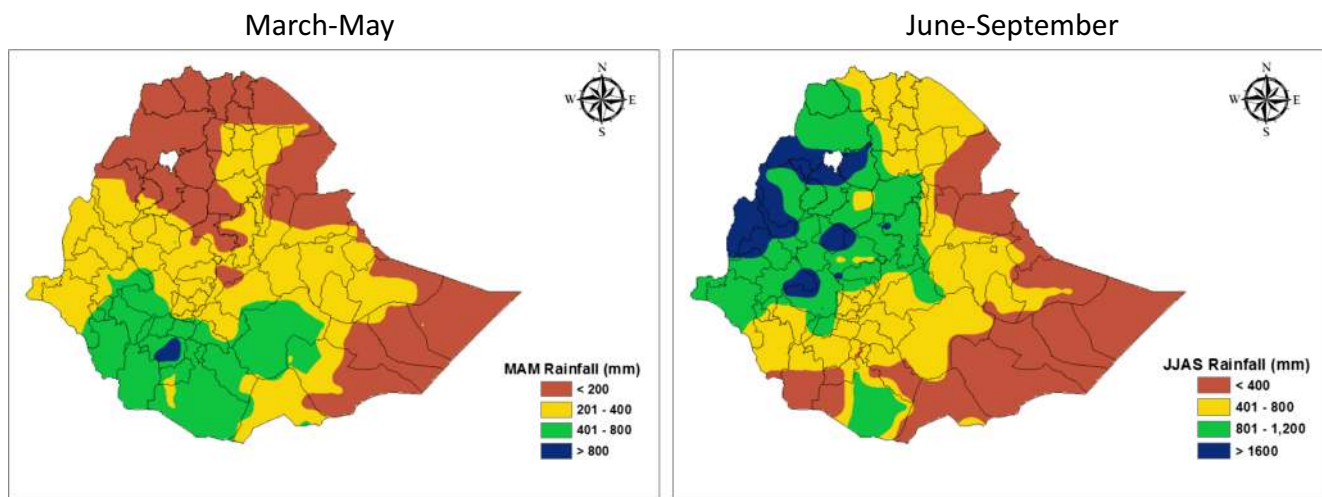 March-May
N
W E
S
MAM Rainfall (mm)
< 200
201 - 400
401 - 800
> 800
June-September
N
W E
S
JJAS Rainfall (mm)
< 400
401 - 800
801 - 1,200
> 1600